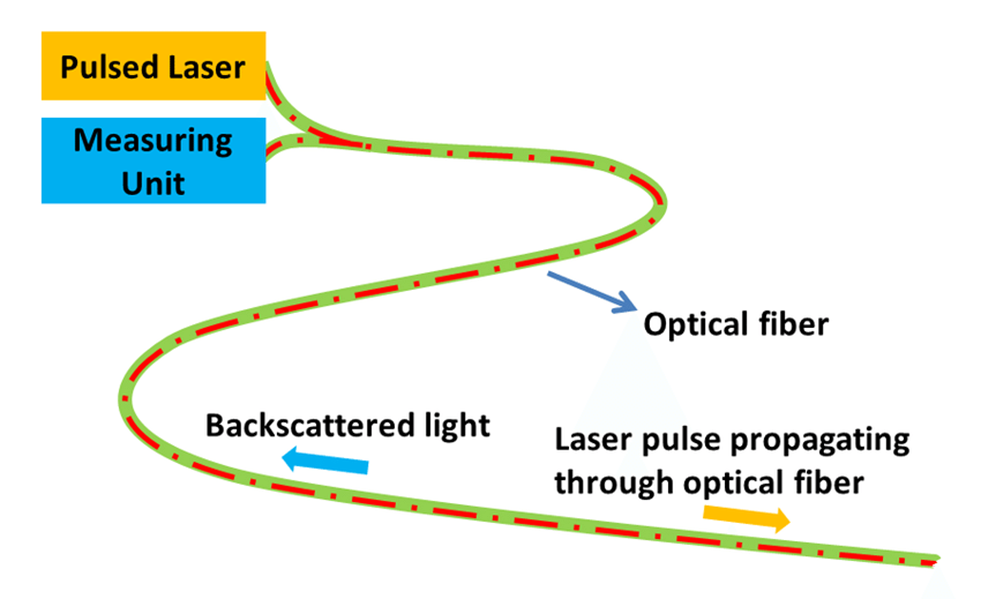 Pulsed Laser
Measuring
Unit
Optical fiber
Backscattered light
Laser pulse propagating
through optical fiber